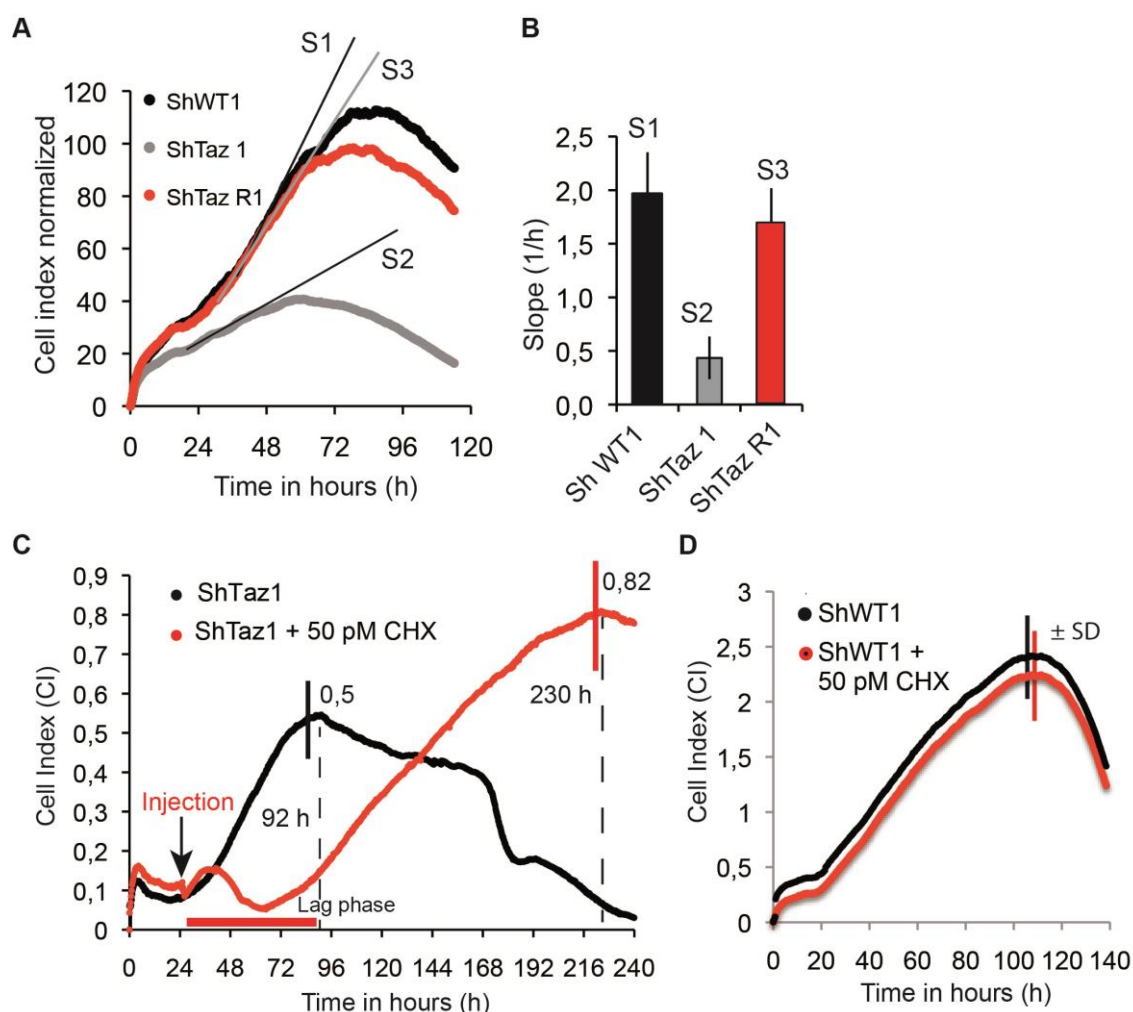 A
S1
S3
ShWT1
ShTaz 1
ShTaz R1
S2
Cell index normalized
120
100
80
60
40
20
0
0 24 48 72 96 120
Time in hours (h)
B
S1
S3
S2
Slope (1/h)
2,5
2,0
1,5
1,0
0,5
0,0
Sh WT1
ShTaz 1
ShTaz R1
C
ShTaz1
ShTaz1 + 50 pM CHX
0,82
0,5
230 h
Injection
92 h
Lag phase
Cell Index (CI)
0,9
0,8
0,7
0,6
0,5
0,4
0,3
0,2
0,1
0
0 24 48 72 96 120 144 168 192 216 240
Time in hours (h)
D
ShWT1
ShWT1 +
50 pM CHX
± SD
Cell Index (CI)
3
2,5
2
1,5
1
0,5
0
0 20 40 60 80 100 120 140
Time in hours (h)